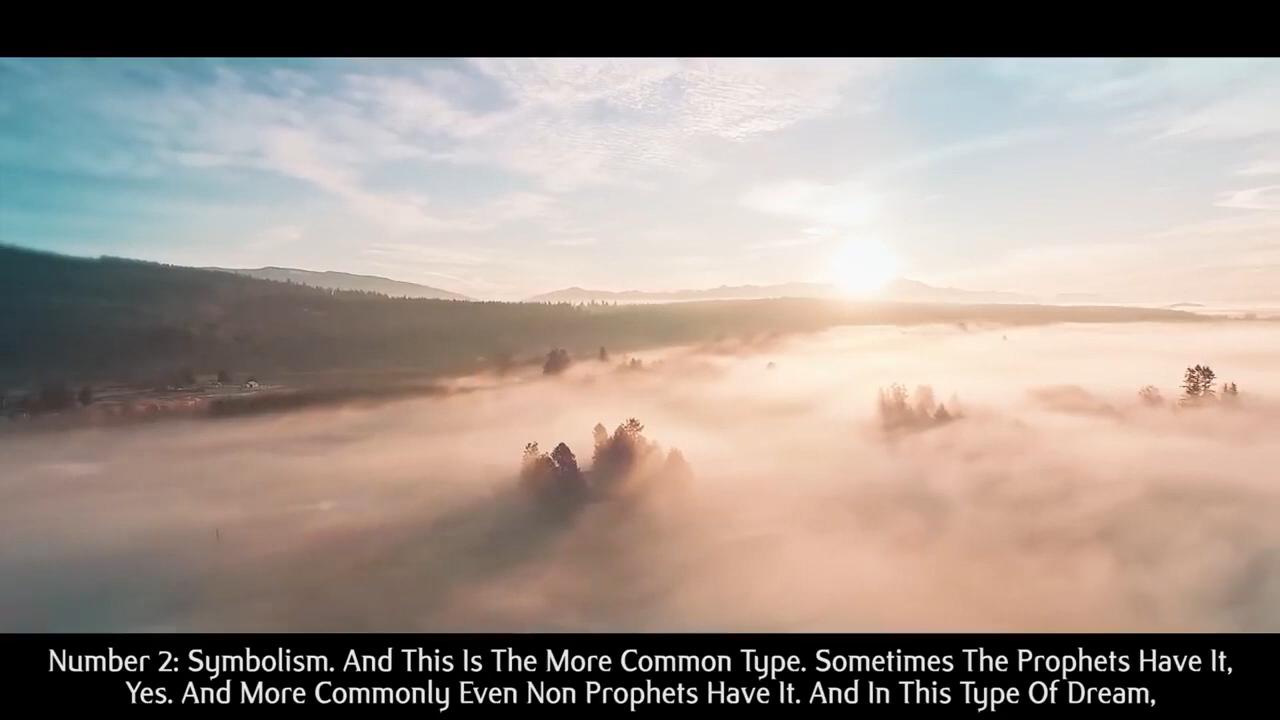 Number 2: Symbolism. And This Is The More Common Type. Sometimes The Prophets Have It,
Yes. And More Commonly Even Non Prophets Have It. And In This Type Of Dream,